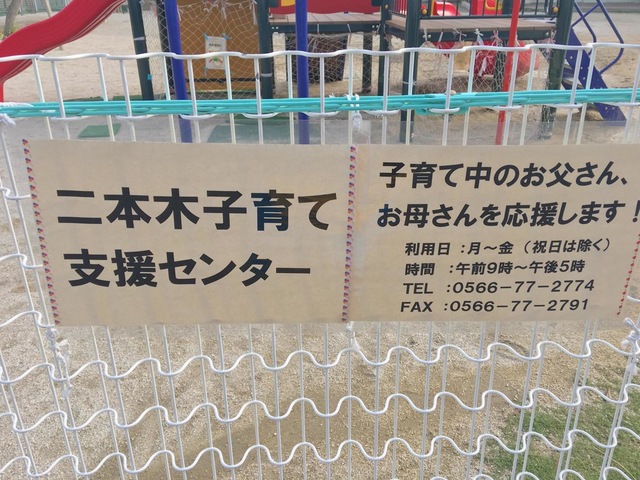 二本木子育て
支援センター
子育て中のお父さん、
お母さんを応援します!
利用日:月~金(祝日は除く)
時間:午前9時~午後5時
TEL:0566-77-2774
FAX:0566-77-2791